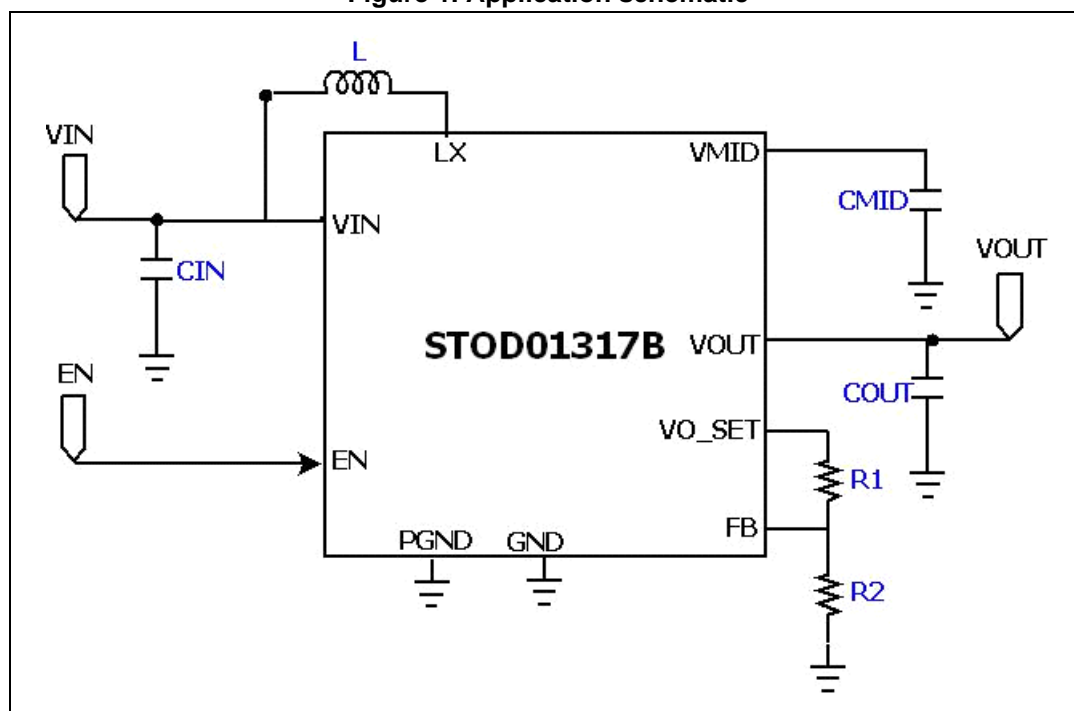 Figure 1. Application schematic
L
VIN
LX
VMID
CMID
VIN
CIN
VOUT
STOD01317B
VOUT
EN
COUT
VO_SET
EN
R1
FB
PGND
GND
R2